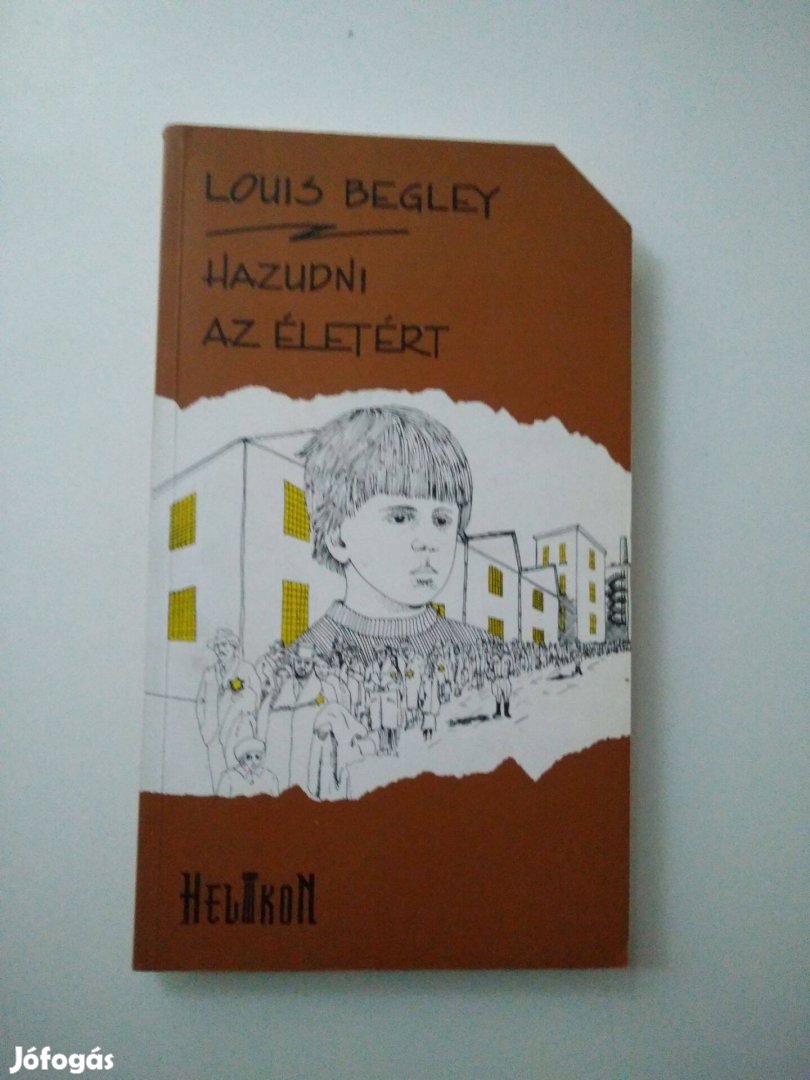 LOUIS BEGLEY
HAZUDNI
AZ ÉLETÉRT
HELIKON
Jófogás